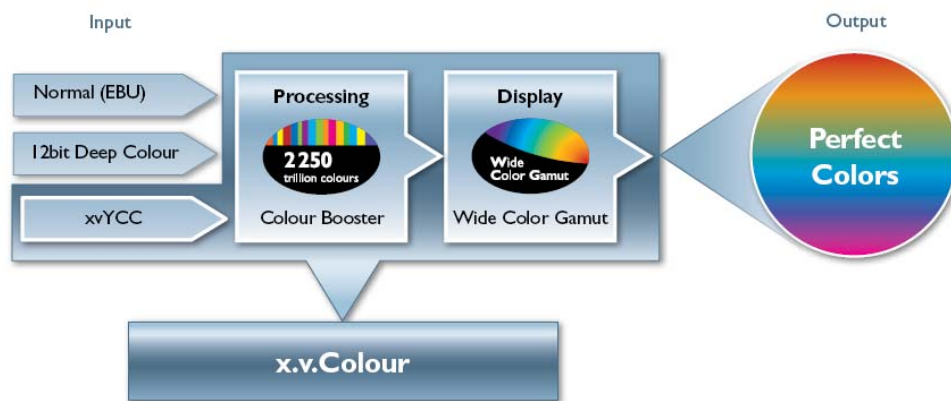 Input
Output
Normal (EBU)
12bit Deep Colour
xvYCC
Processing
2250
trillion colours
Colour Booster
Display
Wide
Color Gamut
Wide Color Gamut
Perfect
Colors
x.v.Colour